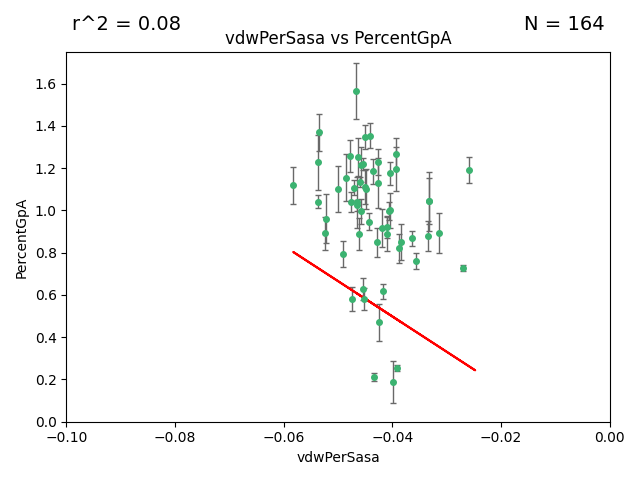 r^2 = 0.08
N = 164
vdwPerSasa vs PercentGpA
PercentGpA
1.6
1.4
1.2
1.0
0.8
0.6
0.4
0.2
0.0
−0.10 −0.08 −0.06 −0.04 −0.02 0.00
vdwPerSasa